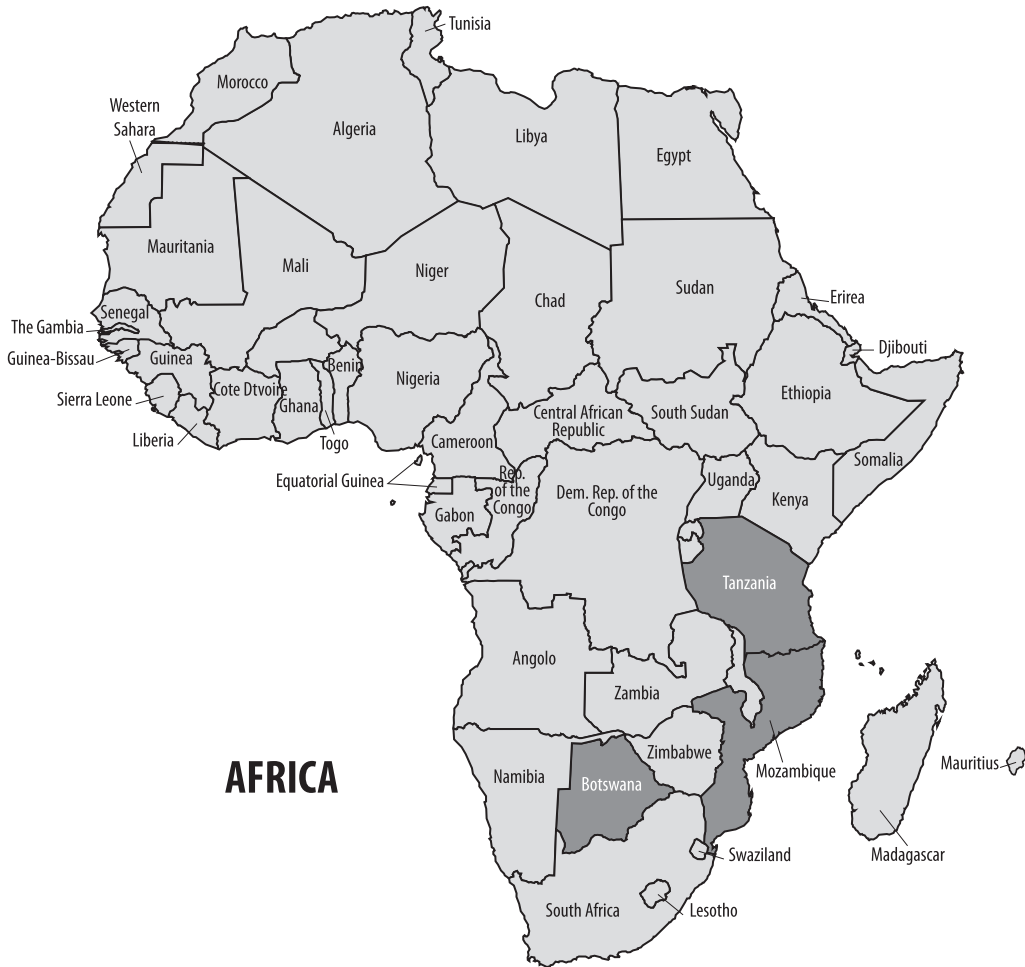 Tunisia
Morocco
Western
Sahara
Algeria
Libya
Egypt
Mauritania
Mali
Niger
Chad
Sudan
Erirea
Senegal
The Gambia
Guinea-Bissau
Guinea
Djibouti
Sierra Leone
Cote Dtvoire
Ghana
Benin
Nigeria
Ethiopia
Central African
Republic
South Sudan
Liberia
Togo
Cameroon
Somalia
Equatorial Guinea
Rep.
of the
Congo
Uganda
Dem. Rep. of the
Congo
Kenya
Gabon
Tanzania
Angolo
Zambia
Zimbabwe
Mozambique
Mauritius
Namibia
Botswana
AFRICA
Swaziland
Madagascar
South Africa
Lesotho